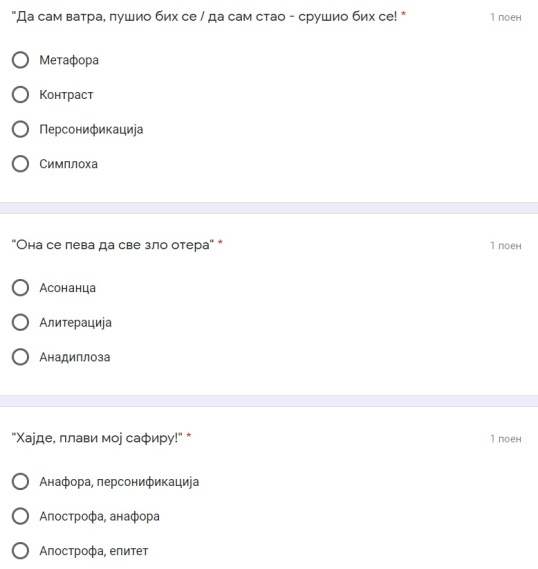 "Да сам ватра, пушио бих се / да сам стао - срушио бих се! *
1 поен
Метафора
Контраст
Персонификација
Симплоха
"Она се пева да све зло отера" *
1 поен
Асонанца
Алитерација
Анадиплоза
"Хајде, плави мој сафиру!" *
1 поен
Анафора, персонификација
Апострофа, анафора
Апострофа, епитет